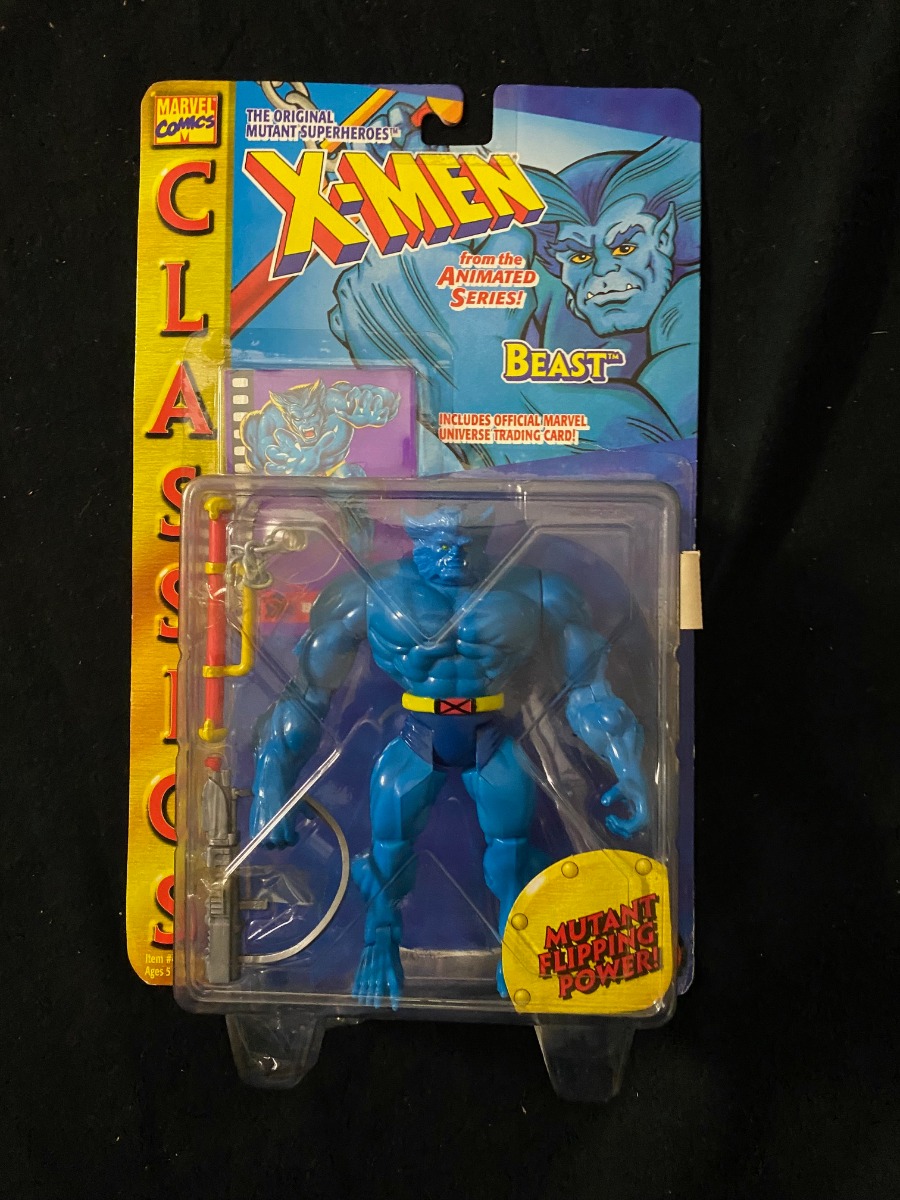 MARVEL
COMICS
M
CLASSICS
THE ORIGINAL
MUTANT SUPERHEROES™
X-MEN
from the
ANIMATED
SERIES!
BEAST™
INCLUDES OFFICIAL MARVEL
UNIVERSE TRADING CARD!
MUTANT
FLIPPING
POWER!
Item #
Ages 5